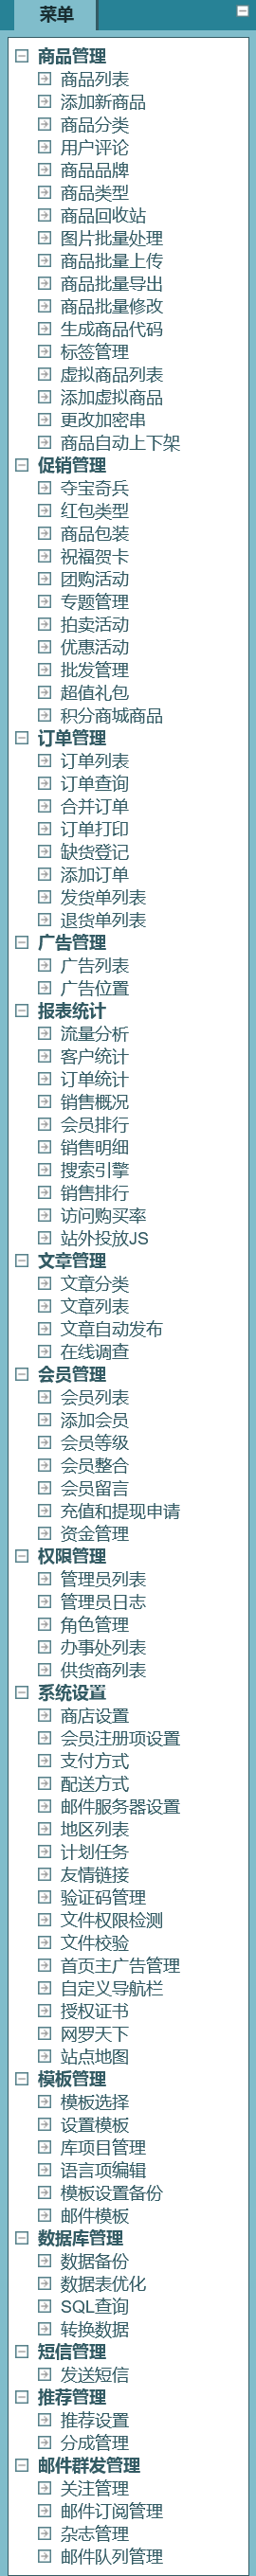 菜单
商品管理
商品列表
添加新商品
商品分类
用户评论
商品品牌
商品类型
商品回收站
图片批量处理
商品批量上传
商品批量导出
商品批量修改
生成商品代码
标签管理
虚拟商品列表
添加虚拟商品
更改加密串
商品自动上下架
促销管理
夺宝奇兵
红包类型
商品包装
祝福贺卡
团购活动
专题管理
拍卖活动
优惠活动
批发管理
超值礼包
积分商城商品
订单管理
订单列表
订单查询
合并订单
订单打印
缺货登记
添加订单
发货单列表
退货单列表
广告管理
广告列表
广告位置
报表统计
流量分析
客户统计
订单统计
销售概况
会员排行
销售明细
搜索引擎
销售排行
访问购买率
站外投放JS
文章管理
文章分类
文章列表
文章自动发布
在线调查
会员管理
会员列表
添加会员
会员等级
会员整合
会员留言
充值和提现申请
资金管理
权限管理
管理员列表
管理员日志
角色管理
办事处列表
供货商列表
系统设置
商店设置
会员注册项设置
支付方式
配送方式
邮件服务器设置
地区列表
计划任务
友情链接
验证码管理
文件权限检测
文件校验
首页主广告管理
自定义导航栏
授权证书
网罗天下
站点地图
模板管理
模板选择
设置模板
库项目管理
语言项编辑
模板设置备份
邮件模板
数据库管理
数据备份
数据表优化
SQL查询
转换数据
短信管理
发送短信
推荐管理
推荐设置
分成管理
邮件群发管理
关注管理
邮件订阅管理
杂志管理
邮件队列管理